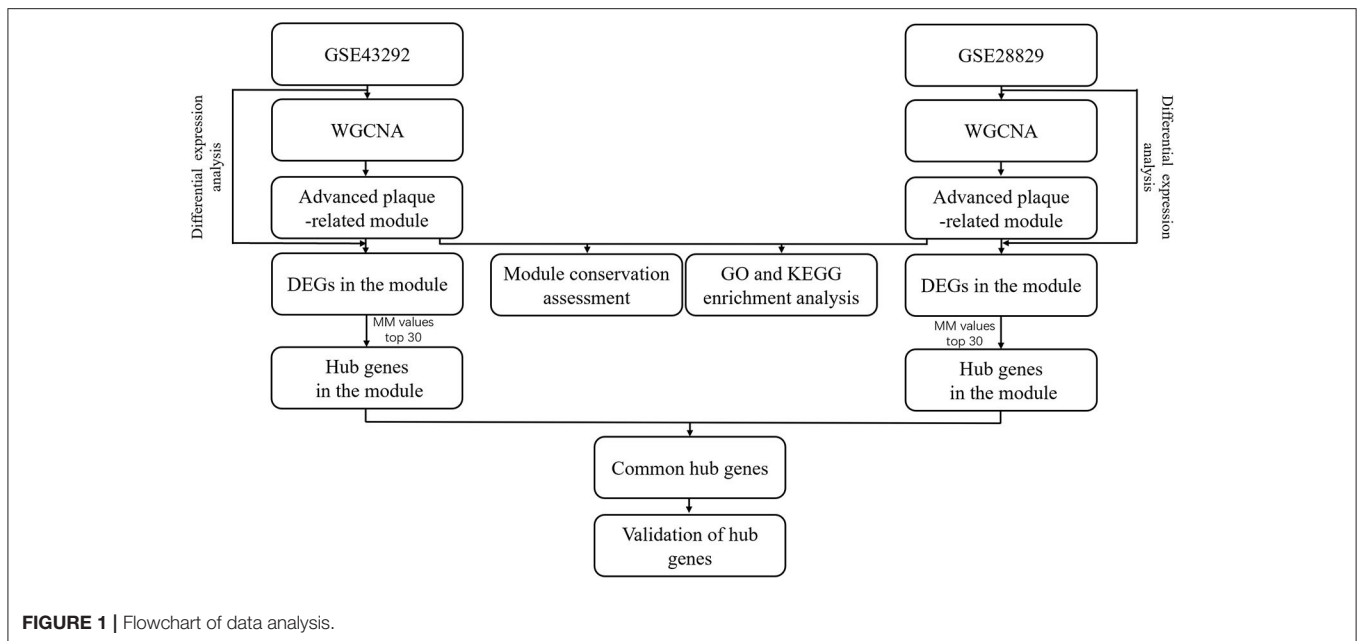 GSE43292
GSE28829
Differential expression
analysis
WGCNA
WGCNA
Differential expression
analysis
Advanced plaque
-related module
Advanced plaque
-related module
DEGs in the module
Module conservation
assessment
GO and KEGG
enrichment analysis
DEGs in the module
MM values
top 30
MM values
top 30
Hub genes
in the module
Hub genes
in the module
Common hub genes
Validation of hub
genes
FIGURE 1 | Flowchart of data analysis.